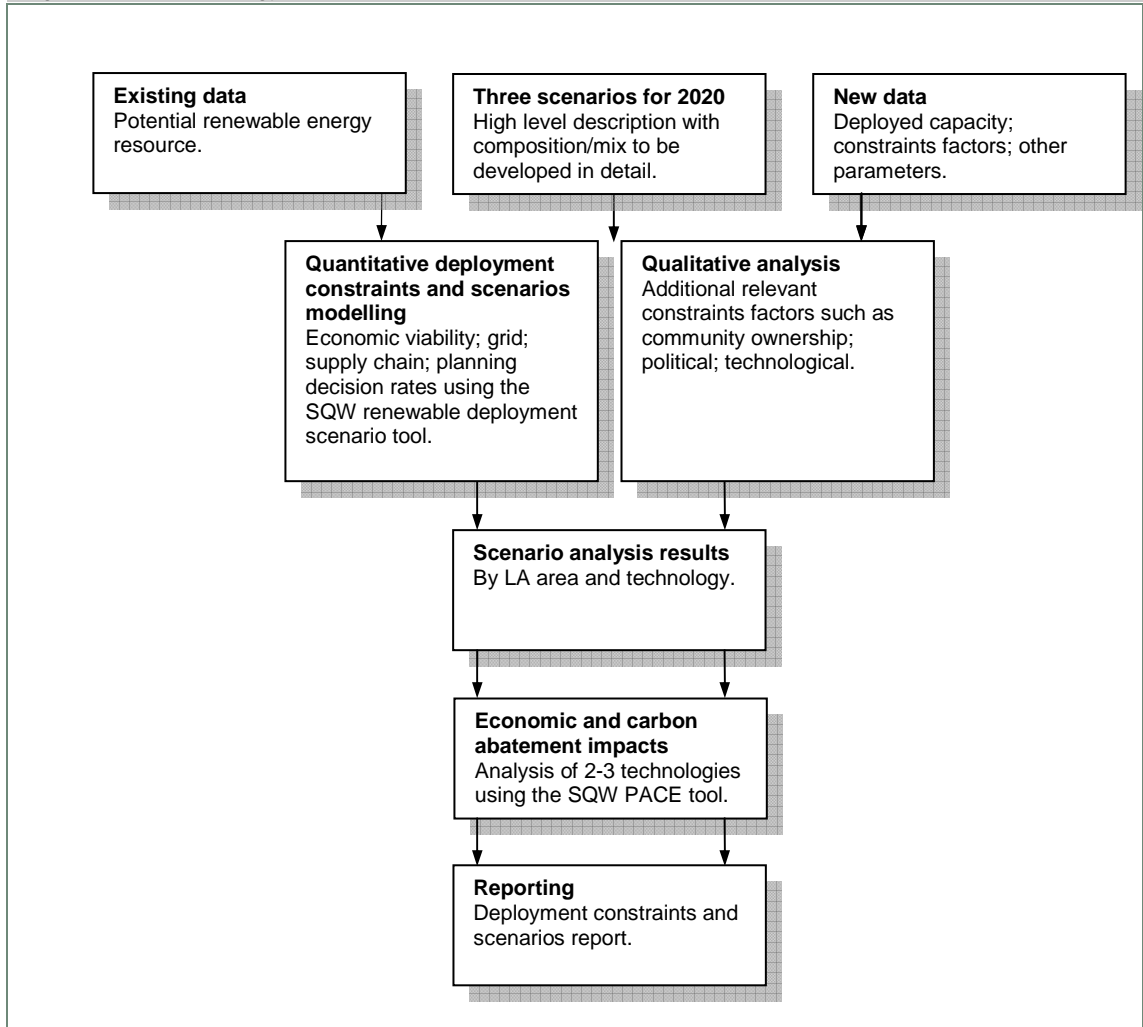 Existing data
Potential renewable energy
resource.
Three scenarios for 2020
High level description with
composition/mix to be
developed in detail.
New data
Deployed capacity;
constraints factors; other
parameters.
Quantitative deployment
constraints and scenarios
modelling
Economic viability; grid;
supply chain; planning
decision rates using the
SQW renewable deployment
scenario tool.
Qualitative analysis
Additional relevant
constraints factors such as
community ownership;
political; technological.
Scenario analysis results
By LA area and technology.
Economic and carbon
abatement impacts
Analysis of 2-3 technologies
using the SQW PACE tool.
Reporting
Deployment constraints and
scenarios report.